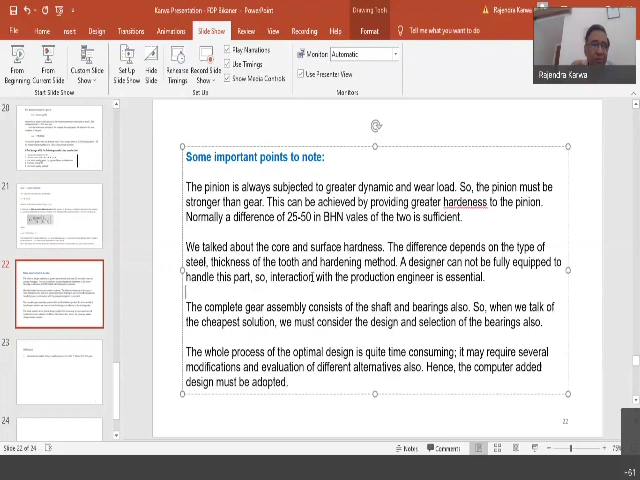 Karwa Presentation - FDP Bikaner - PowerPoint
Drawing Tools
Rajendra Karwa
File Home nsert Design Transitions Animations Slide Show Review View Recording Help Format Tell me what you want to do
From Beginning
From Current Slide
Custom Slide Show
Set Up Slide Show
Hide Slide
Rehearse Timings
Record Slide Show
Play Narrations
Use Timings
Show Media Controls
Monitor: Automatic
Use Presenter View
Start Slide Show
Set Up
Monitors
Rajendra Karwa
20
21
22
23
24
Some important points to note:
The pinion is always subjected to greater dynamic and wear load. So, the pinion must be
stronger than gear. This can be achieved by providing greater hardeness to the pinion.
Normally a difference of 25-50 in BHN vales of the two is sufficient.
We talked about the core and surface hardness. The difference depends on the type of
steel, thickness of the tooth and hardening method. A designer can not be fully equipped to
handle this part, so, interaction with the production engineer is essential.
The complete gear assembly consists of the shaft and bearings also. So, when we talk of
the cheapest solution, we must consider the design and selection of the bearings also.
The whole process of the optimal design is quite time consuming; it may require several
modifications and evaluation of different alternatives also. Hence, the computer added
design must be adopted.
22
Slide 22 of 24
Notes
Comments
+61